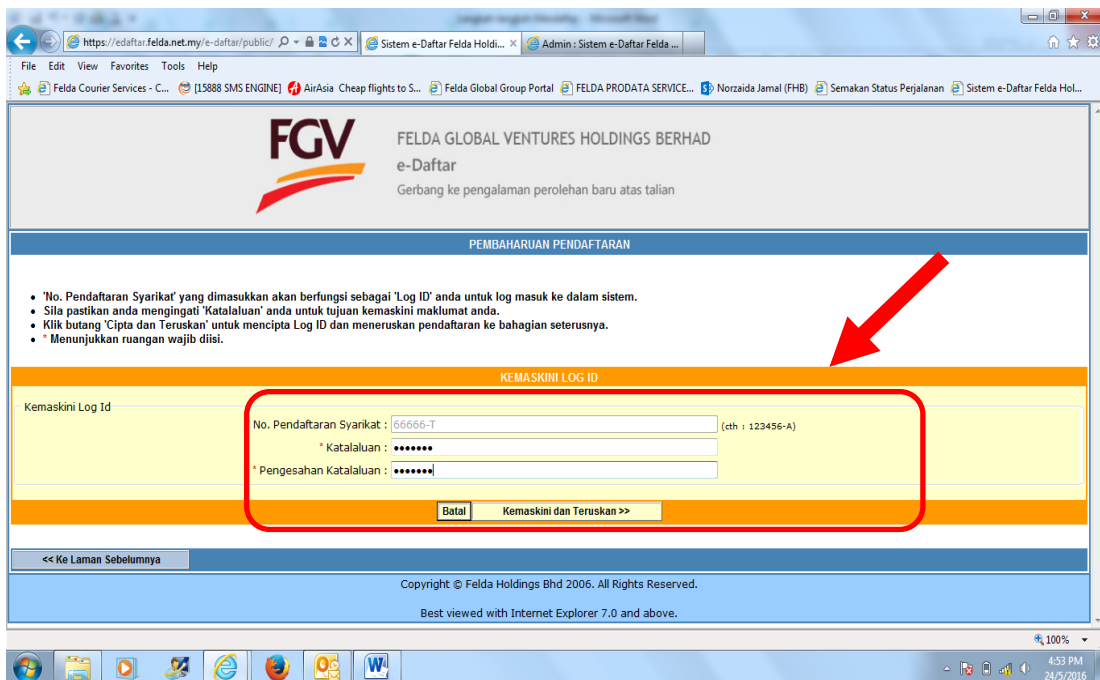 https://edaftar.felda.net.my/e-daftar/public/
Sistem e-Daftar Felda Holdi...
Admin : Sistem e-Daftar Felda ...
File Edit View Favorites Tools Help
Felda Courier Services - C... [15888 SMS ENGINE] AirAsia Cheap flights to S... Felda Global Group Portal FELDA PRODATA SERVICE... Norzaida Jamal (FHB) Semakan Status Perjalanan Sistem e-Daftar Felda Hol...
FGV
FELDA GLOBAL VENTURES HOLDINGS BERHAD
e-Daftar
Gerbang ke pengalaman perolehan baru atas talian
PEMBAHARUAN PENDAFTARAN
• 'No. Pendaftaran Syarikat' yang dimasukkan akan berfungsi sebagai 'Log ID' anda untuk log masuk ke dalam sistem.
• Sila pastikan anda mengingati 'Katalaluan' anda untuk tujuan kemaskini maklumat anda.
• Klik butang 'Cipta dan Teruskan' untuk mencipta Log ID dan meneruskan pendaftaran ke bahagian seterusnya.
• * Menunjukkan ruangan wajib diisi.
KEMASKINI LOG ID
Kemaskini Log Id
No. Pendaftaran Syarikat : 66666-T (cth : 123456-A)
* Katalaluan : •••••••
* Pengesahan Katalaluan : •••••••
Batal Kemaskini dan Teruskan >>
<< Ke Laman Sebelumnya
Copyright © Felda Holdings Bhd 2006. All Rights Reserved.
Best viewed with Internet Explorer 7.0 and above.
100%
4:53 PM
24/5/2016